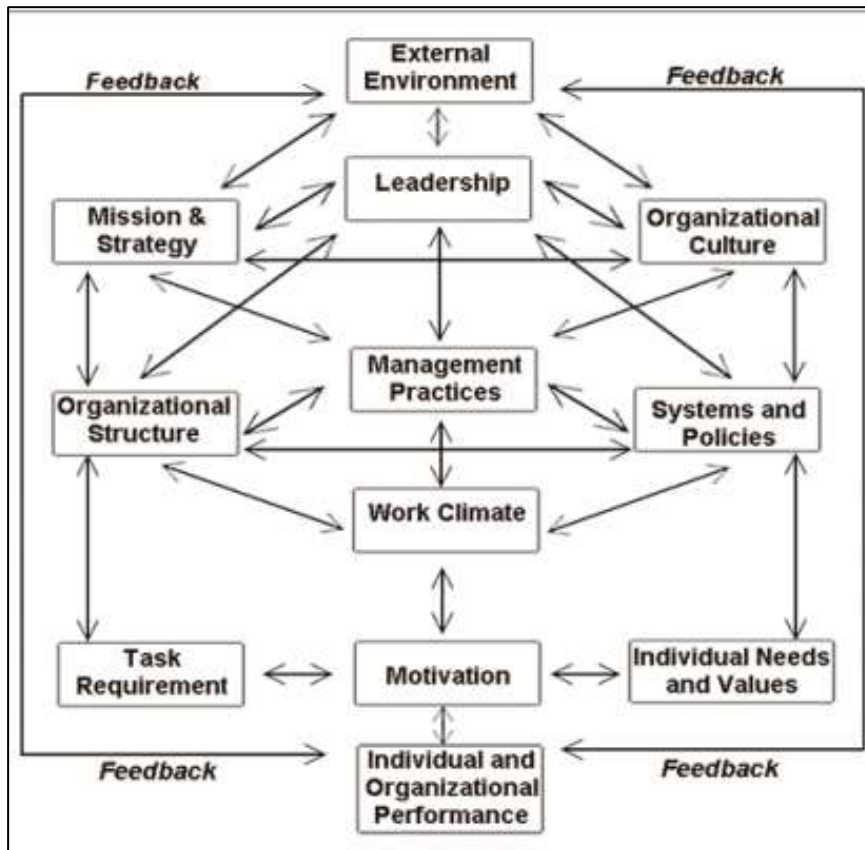 External
Environment
Feedback
Feedback
Leadership
Mission &
Strategy
Organizational
Culture
Management
Practices
Organizational
Structure
Systems and
Policies
Work Climate
Task
Requirement
Motivation
Individual Needs
and Values
Individual and
Organizational
Performance
Feedback
Feedback